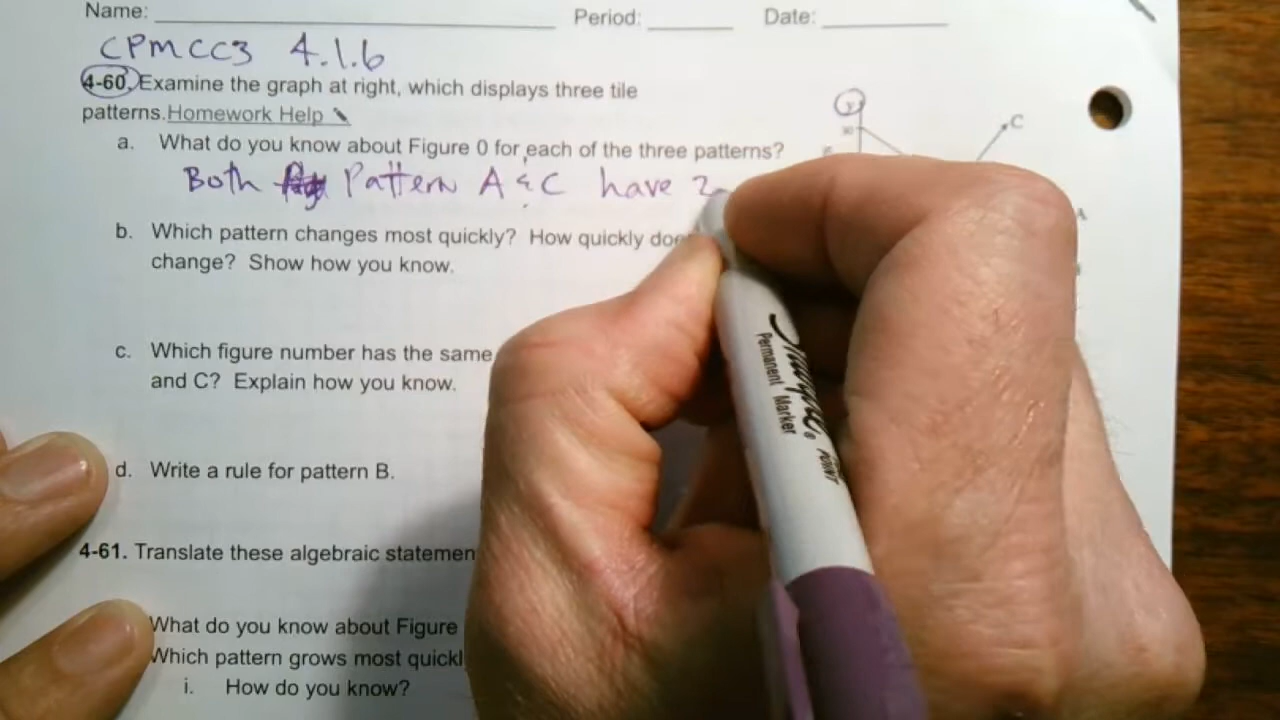 Name: Period: Date:
CPM CC3 4.1.6
4-60. Examine the graph at right, which displays three tile
patterns. Homework Help
a. What do you know about Figure 0 for each of the three patterns?
Both Pattern A & C have 2
b. Which pattern changes most quickly? How quickly
change? Show how you know.
c. Which figure number has the same
and C? Explain how you know.
d. Write a rule for pattern B.
4-61. Translate these algebraic
What do you know about Figure
Which pattern grows most
i. How do you know?
y
C
Sharpie
Permanent Marker